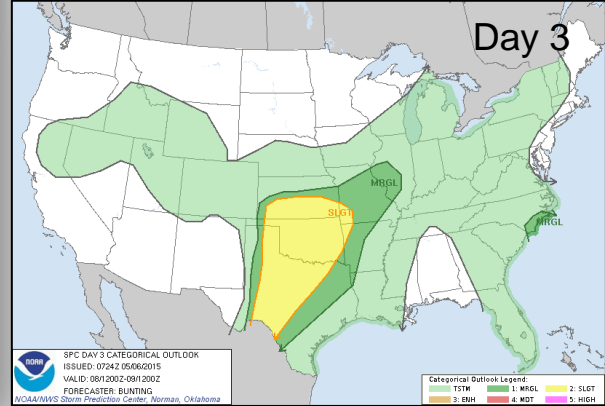 Day 3
MRGL
SLGT
MRGL
NOAA
SPC DAY 3 CATEGORICAL OUTLOOK
ISSUED: 0724Z 05/06/2015
VALID: 08/1200Z-09/1200Z
FORECASTER: BUNTING
NOAA/NWS Storm Prediction Center, Norman, Oklahoma
Categorical Outlook Legend:
TSTM 1: MRGL 2: SLGT
3: ENH 4: MDT 5: HIGH